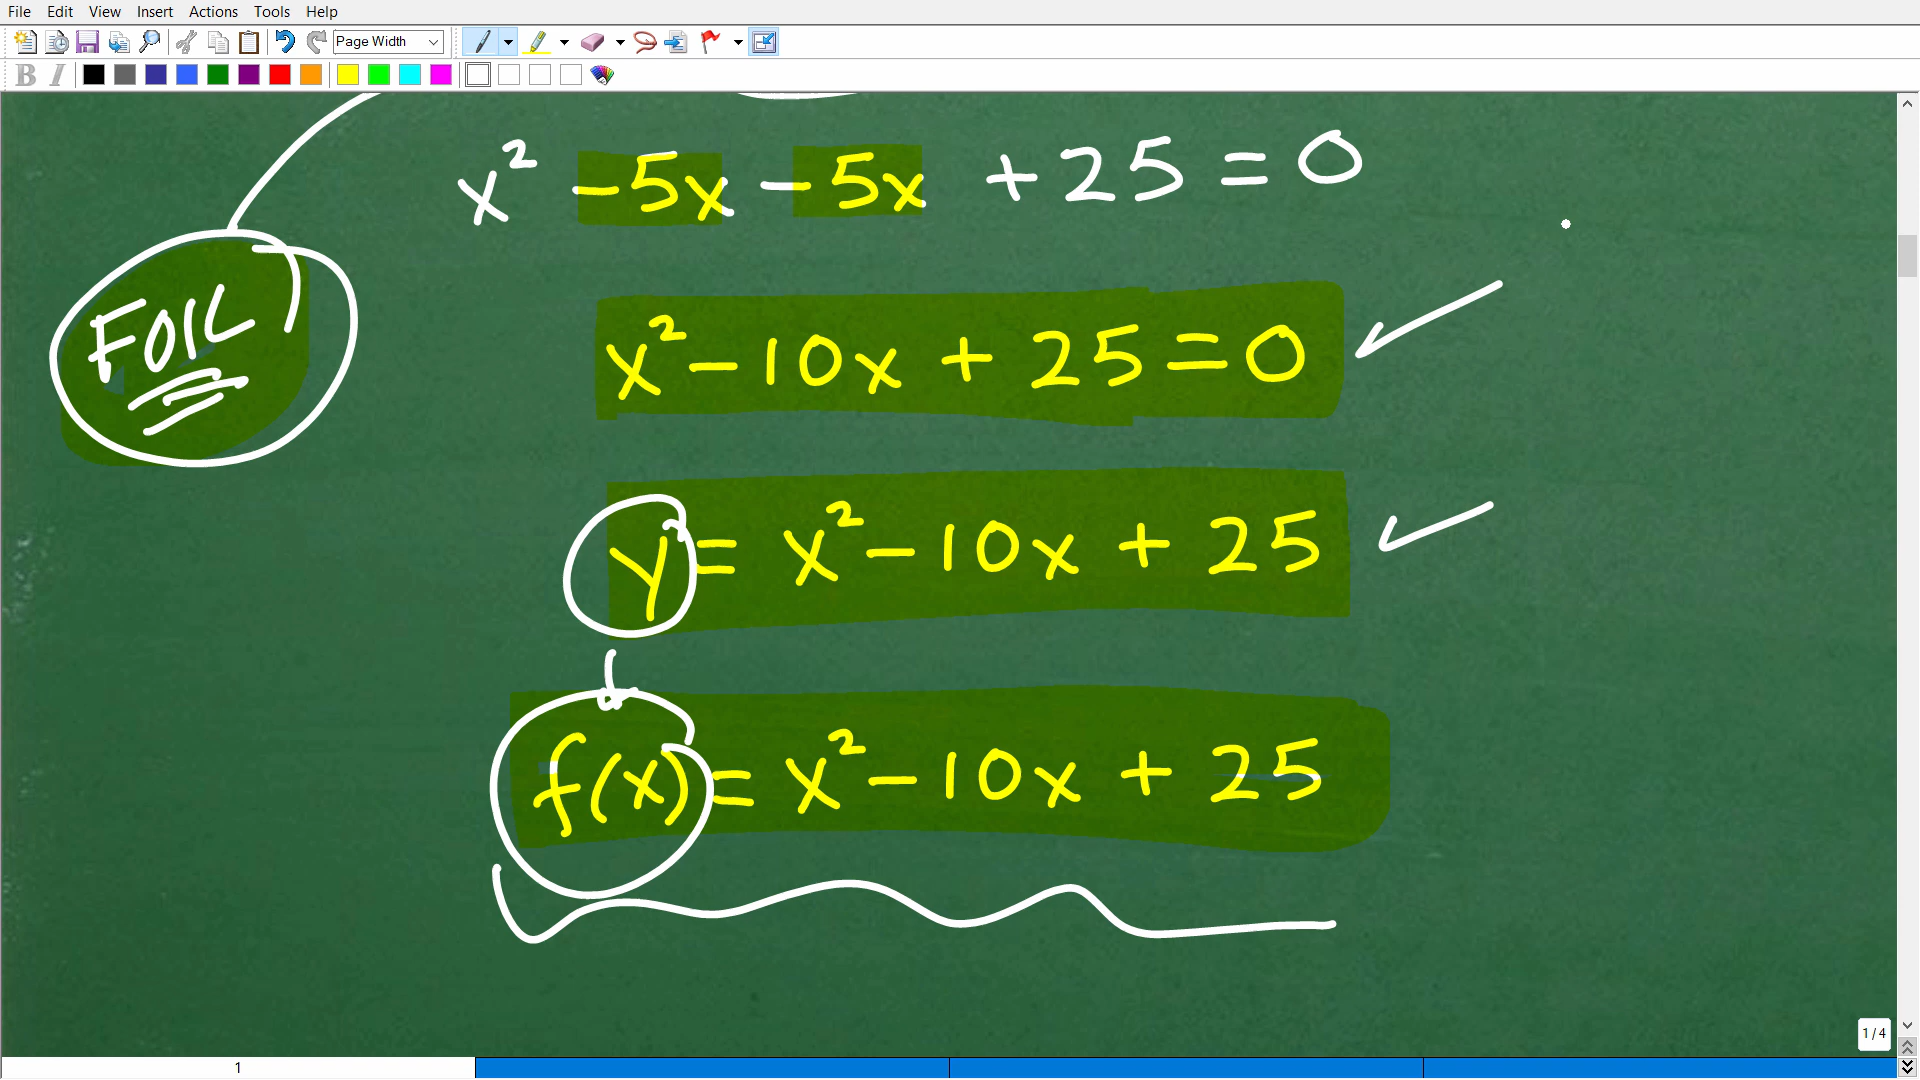 File Edit View Insert Actions Tools Help
Page Width
B I
x² -5x -5x +25=0
FOIL
x²-10x+25=0
y=x²-10x+25
f(x)=x²-10x+25
1/4
1